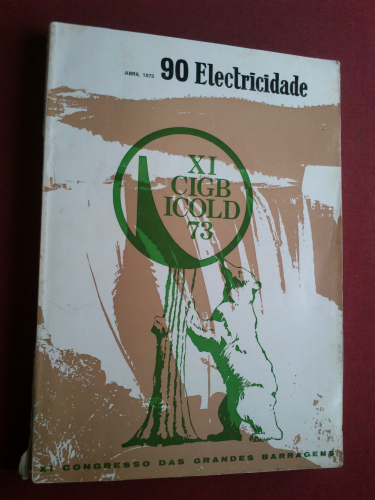 ABRIL 1973 90 Electricidade
XI
CIGB
ICOLD
73
XI CONGRESSO DAS GRANDES BARRAGENS